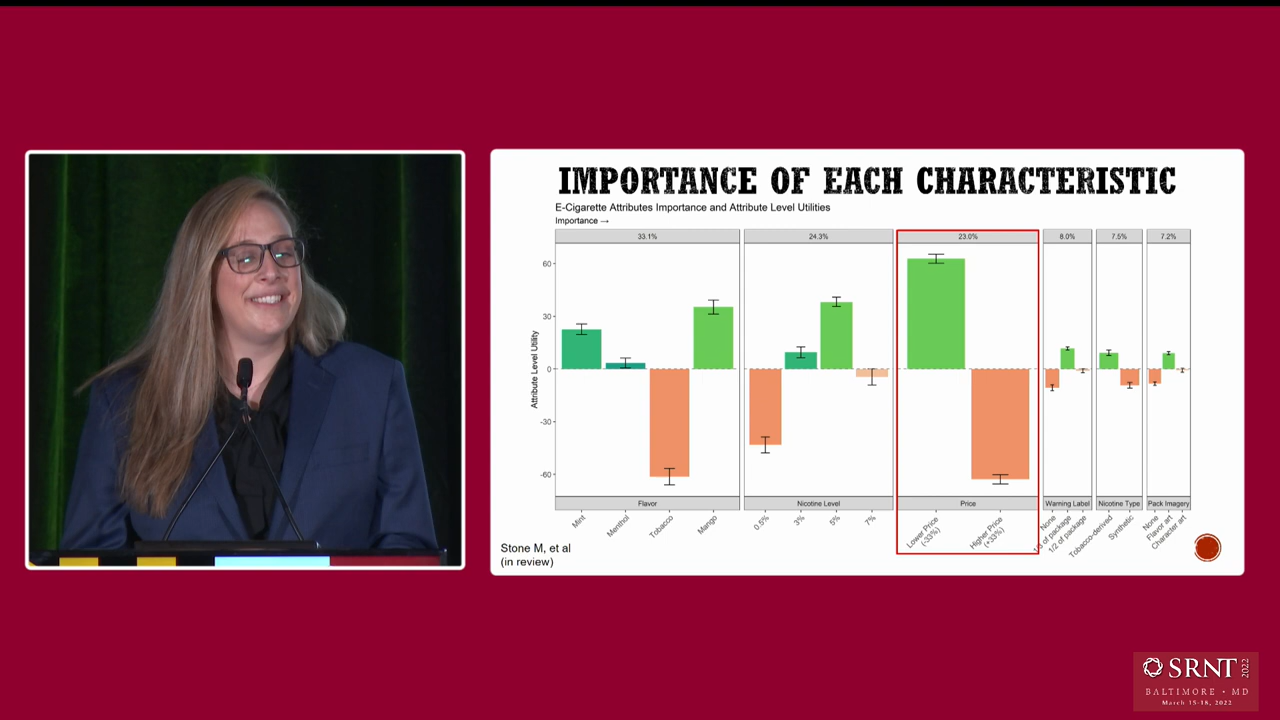 IMPORTANCE OF EACH CHARACTERISTIC
E-Cigarette Attributes Importance and Attribute Level Utilities
Importance →
33.1%
24.3%
23.0%
8.0%
7.5%
7.2%
Attribute Level Utility
60
30
0
-30
-60
Flavor
Nicotine Level
Price
Warning Label
Nicotine Type
Pack Imagery
Mint
Menthol
Tobacco
Mango
0.5%
3%
5%
7%
Lower Price
(-33%)
Higher Price
(+33%)
None
1/3 of package
1/2 of package
Tobacco-derived
Synthetic
None
Flavor art
Character art
Stone M, et al
(in review)
SRNT 2022
BALTIMORE • MD
March 15-18, 2022